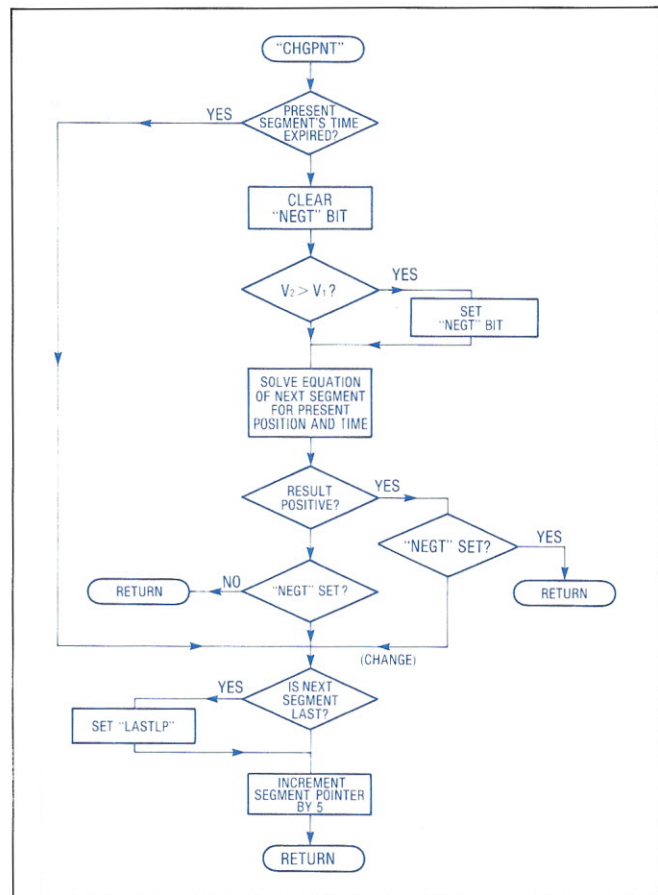 "CHGPNT"
YES
PRESENT
SEGMENT'S TIME
EXPIRED?
CLEAR
"NEGT" BIT
V2 > V1?
YES
SET
"NEGT" BIT
SOLVE EQUATION
OF NEXT SEGMENT
FOR PRESENT
POSITION AND TIME
RESULT
POSITIVE?
YES
"NEGT" SET?
YES
RETURN
"NEGT" SET?
NO
RETURN
(CHANGE)
IS NEXT
SEGMENT
LAST?
YES
SET "LASTLP"
INCREMENT
SEGMENT POINTER
BY 5
RETURN